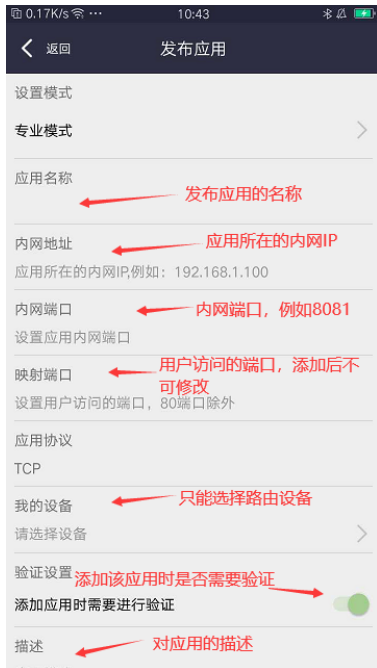 0.17K/s ··· 10:43
返回 发布应用
设置模式
专业模式
应用名称
发布应用的名称
内网地址 应用所在的内网IP
应用所在的内网IP,例如：192.168.1.100
内网端口 内网端口，例如8081
设置应用内网端口
映射端口 用户访问的端口，添加后不
可修改
设置用户访问的端口，80端口除外
应用协议
TCP
我的设备 只能选择路由设备
请选择设备
验证设置 添加该应用时是否需要验证
添加应用时需要进行验证
描述 对应用的描述